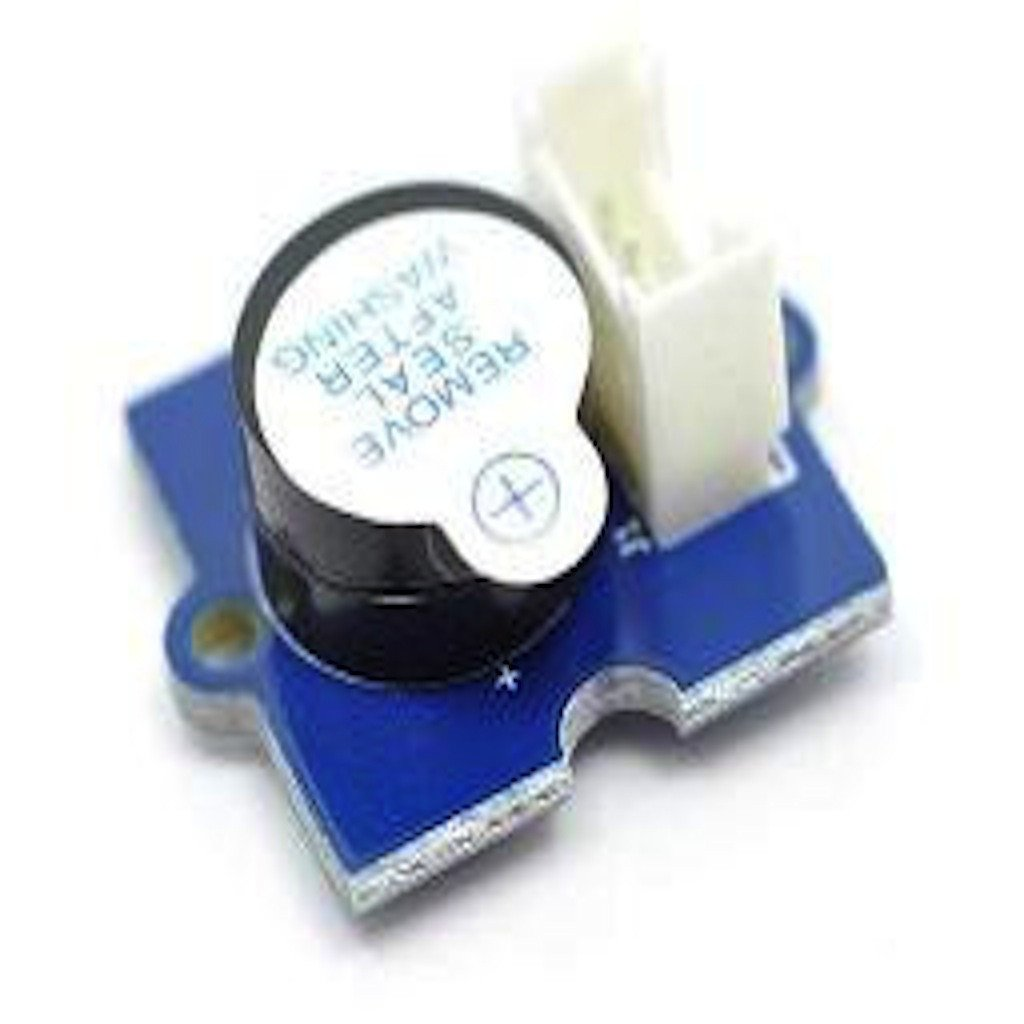 REMOVE
SEAL
AFTER
WASHING
+
+